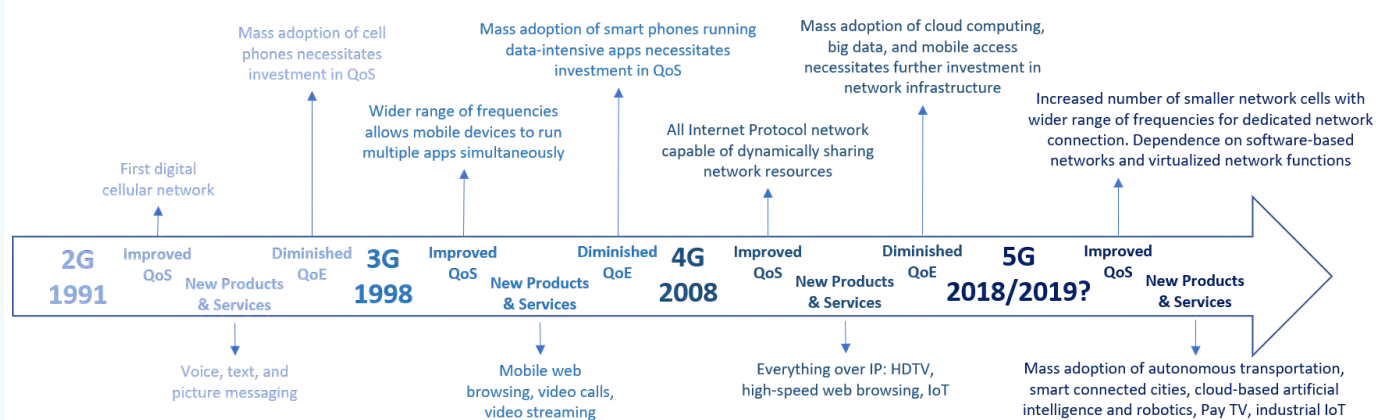 Mass adoption of cell
phones necessitates
investment in QoS
Mass adoption of smart phones running
data-intensive apps necessitates
investment in QoS
Mass adoption of cloud computing,
big data, and mobile access
necessitates further investment in
network infrastructure
First digital
cellular network
Wider range of frequencies
allows mobile devices to run
multiple apps simultaneously
All Internet Protocol network
capable of dynamically sharing
network resources
Increased number of smaller network cells with
wider range of frequencies for dedicated network
connection. Dependence on software-based
networks and virtualized network functions
2G
1991
Improved
QoS
New Products
& Services
Diminished
QoE
3G
1998
Improved
QoS
New Products
& Services
Diminished
QoE
4G
2008
Improved
QoS
New Products
& Services
Diminished
QoE
5G
2018/2019?
Improved
QoS
New Products
& Services
Voice, text, and
picture messaging
Mobile web
browsing, video calls,
video streaming
Everything over IP: HDTV,
high-speed web browsing, IoT
Mass adoption of autonomous transportation,
smart connected cities, cloud-based artificial
intelligence and robotics, Pay TV, industrial IoT